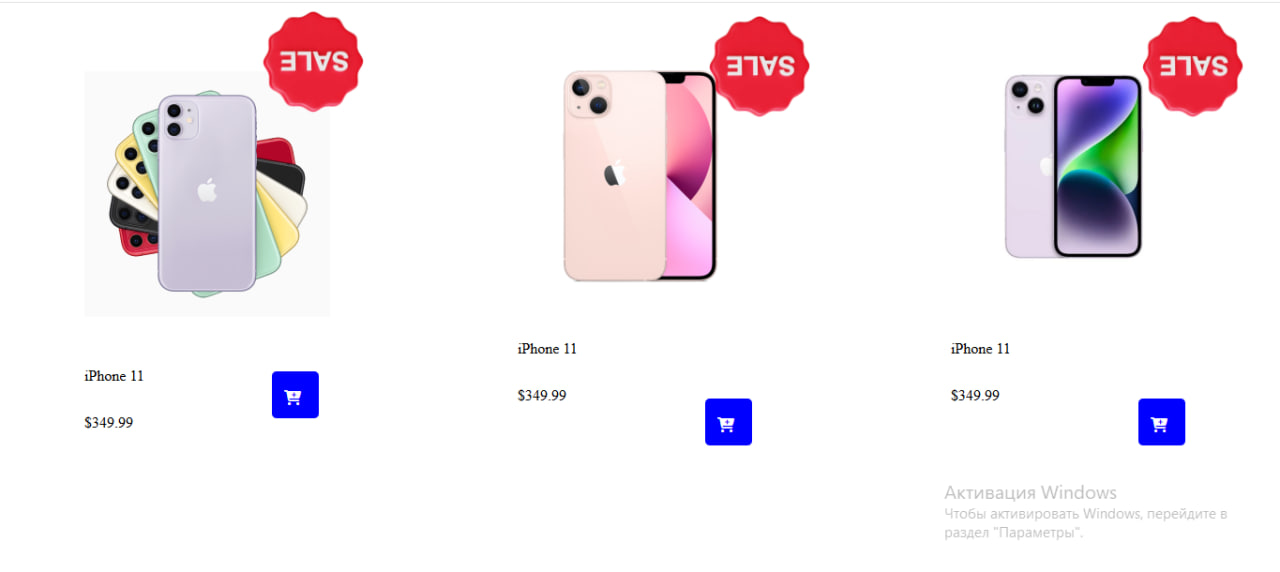 SALE
SALE
SALE
iPhone 11
$349.99
iPhone 11
$349.99
iPhone 11
$349.99
Активация Windows
Чтобы активировать Windows, перейдите в
раздел "Параметры".